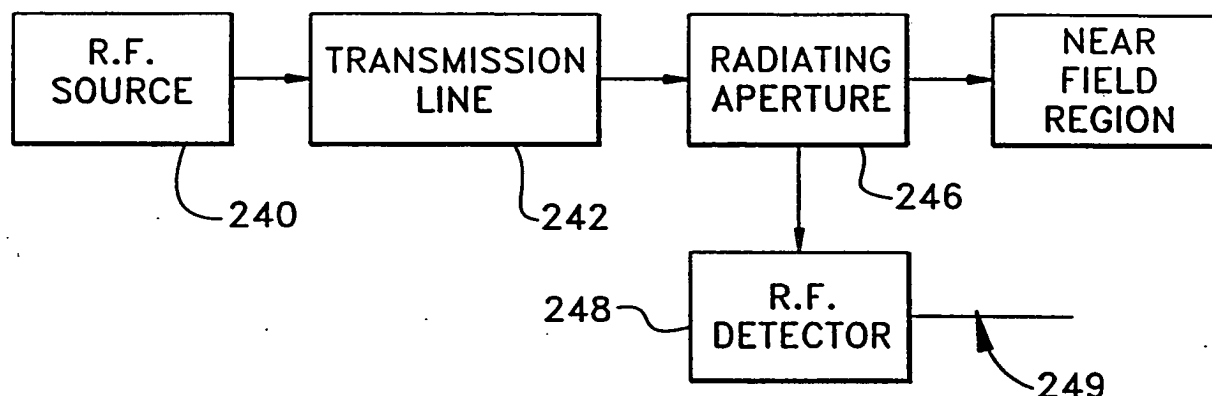 R.F.
SOURCE
TRANSMISSION
LINE
RADIATING
APERTURE
NEAR
FIELD
REGION
240
242
246
248
R.F.
DETECTOR
249